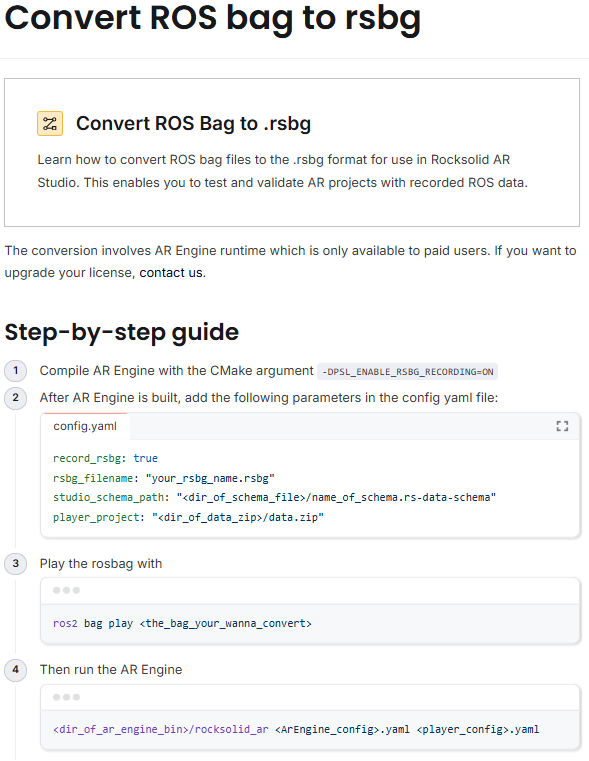 Convert ROS bag to rsbg
Convert ROS Bag to .rsbg
Learn how to convert ROS bag files to the .rsbg format for use in Rocksolid AR
Studio. This enables you to test and validate AR projects with recorded ROS data.
The conversion involves AR Engine runtime which is only available to paid users. If you want to
upgrade your license, contact us.
Step-by-step guide
1 Compile AR Engine with the CMake argument -DPSL_ENABLE_RSBG_RECORDING=ON
2 After AR Engine is built, add the following parameters in the config yaml file:
config.yaml
record_rsbg: true
rsbg_filename: "your_rsbg_name.rsbg"
studio_schema_path: "<dir_of_schema_file>/name_of_schema.rs-data-schema"
player_project: "<dir_of_data_zip>/data.zip"
3 Play the rosbag with
ros2 bag play <the_bag_your_wanna_convert>
4 Then run the AR Engine
<dir_of_ar_engine_bin>/rocksolid_ar <ArEngine_config>.yaml <player_config>.yaml